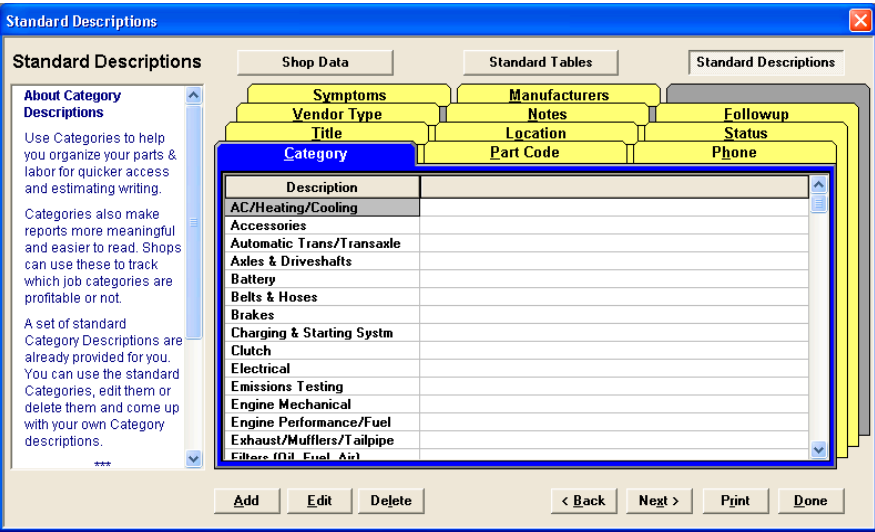 Standard Descriptions
Standard Descriptions
Shop Data
Standard Tables
Standard Descriptions
About Category
Descriptions
Use Categories to help
you organize your parts &
labor for quicker access
and estimating writing.
Categories also make
reports more meaningful
and easier to read. Shops
can use these to track
which job categories are
profitable or not.
A set of standard
Category Descriptions are
already provided for you.
You can use the standard
Categories, edit them or
delete them and come up
with your own Category
descriptions.
***
Symptoms
Manufacturers
Vendor Type
Notes
Followup
Title
Location
Status
Category
Part Code
Phone
Description
AC/Heating/Cooling
Accessories
Automatic Trans/Transaxle
Axles & Driveshafts
Battery
Belts & Hoses
Brakes
Charging & Starting Systm
Clutch
Electrical
Emissions Testing
Engine Mechanical
Engine Performance/Fuel
Exhaust/Mufflers/Tailpipe
Filters (Oil, Fuel, Air)
Add
Edit
Delete
< Back
Next >
Print
Done